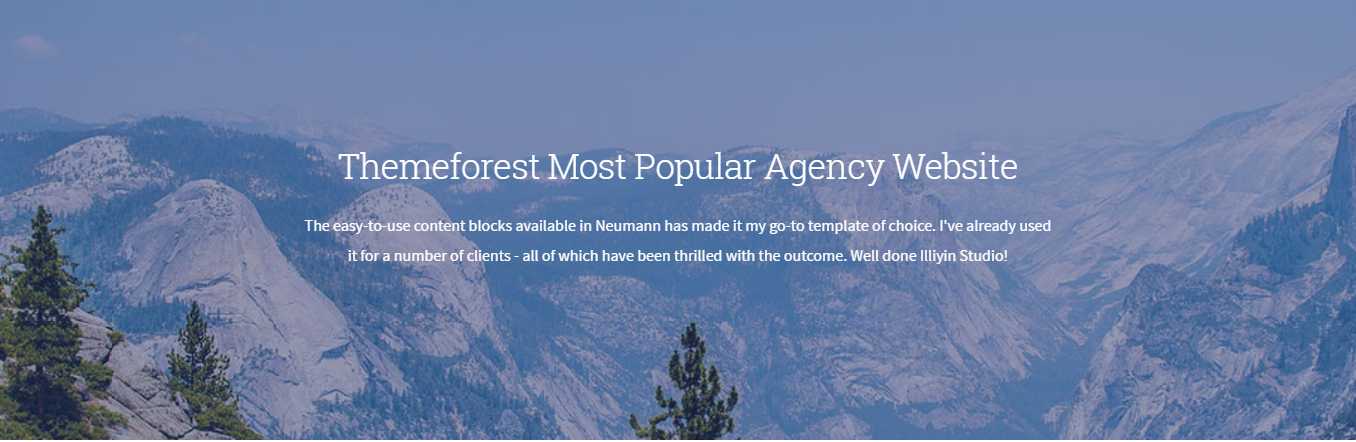 Themeforest Most Popular Agency Website
The easy-to-use content blocks available in Neumann has made it my go-to template of choice. I've already used
it for a number of clients - all of which have been thrilled with the outcome. Well done Illiyin Studio!